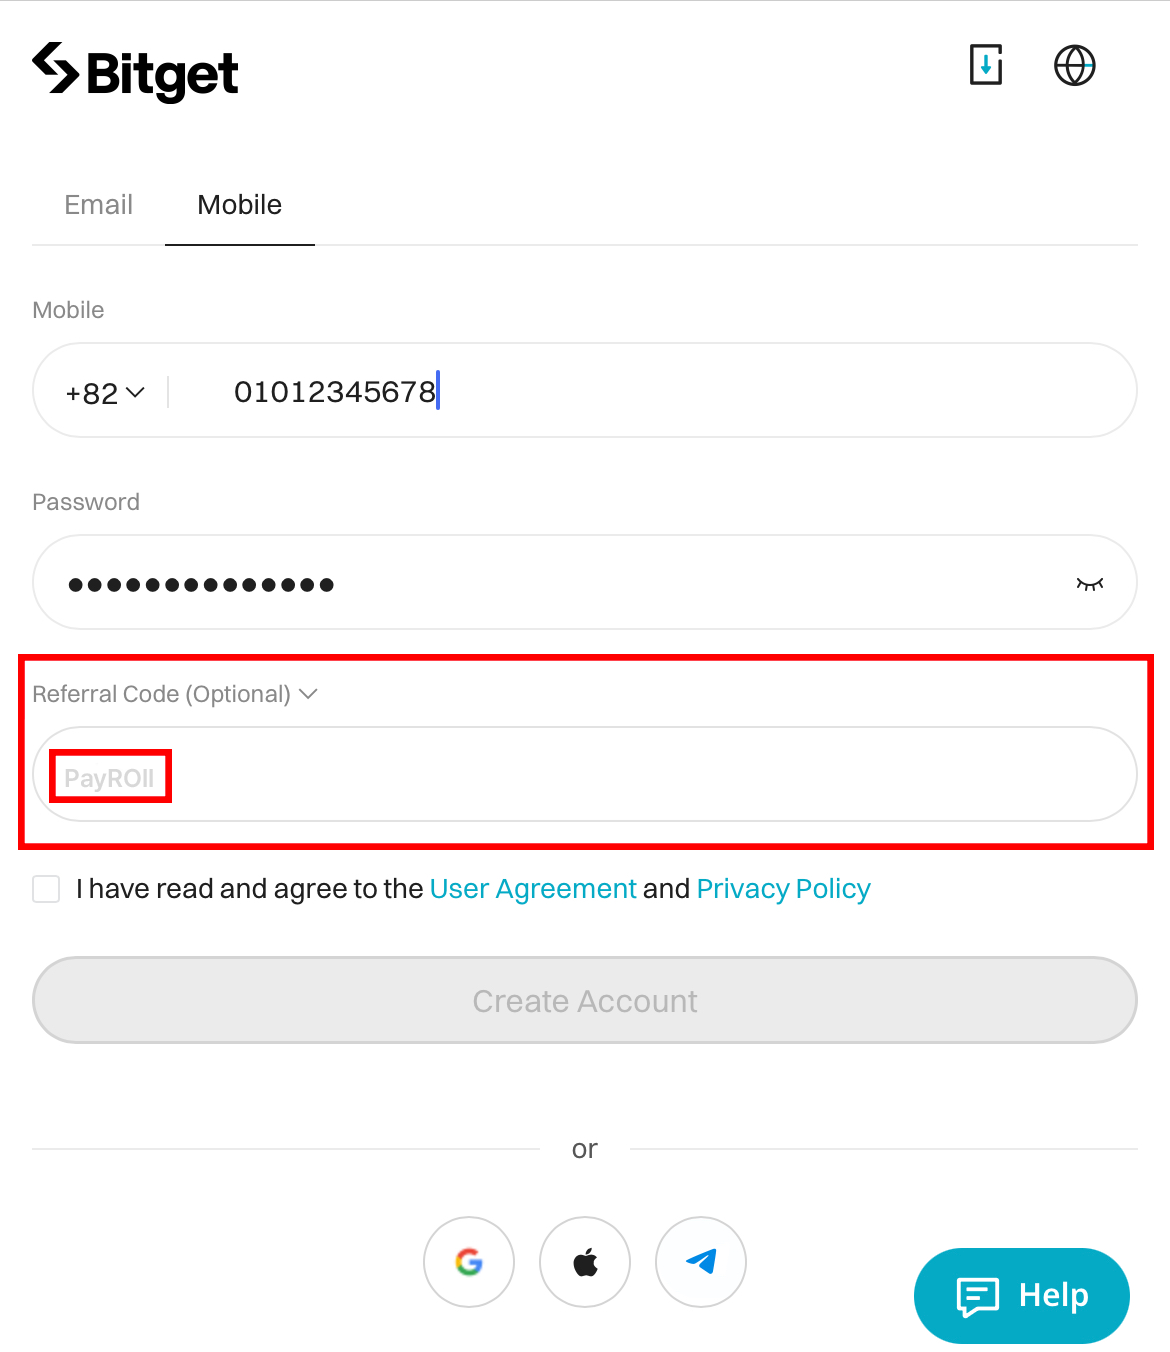 Bitget
Email Mobile
Mobile
+82 01012345678
Password
Referral Code (Optional)
PayROll
I have read and agree to the User Agreement and Privacy Policy
Create Account
or
Help